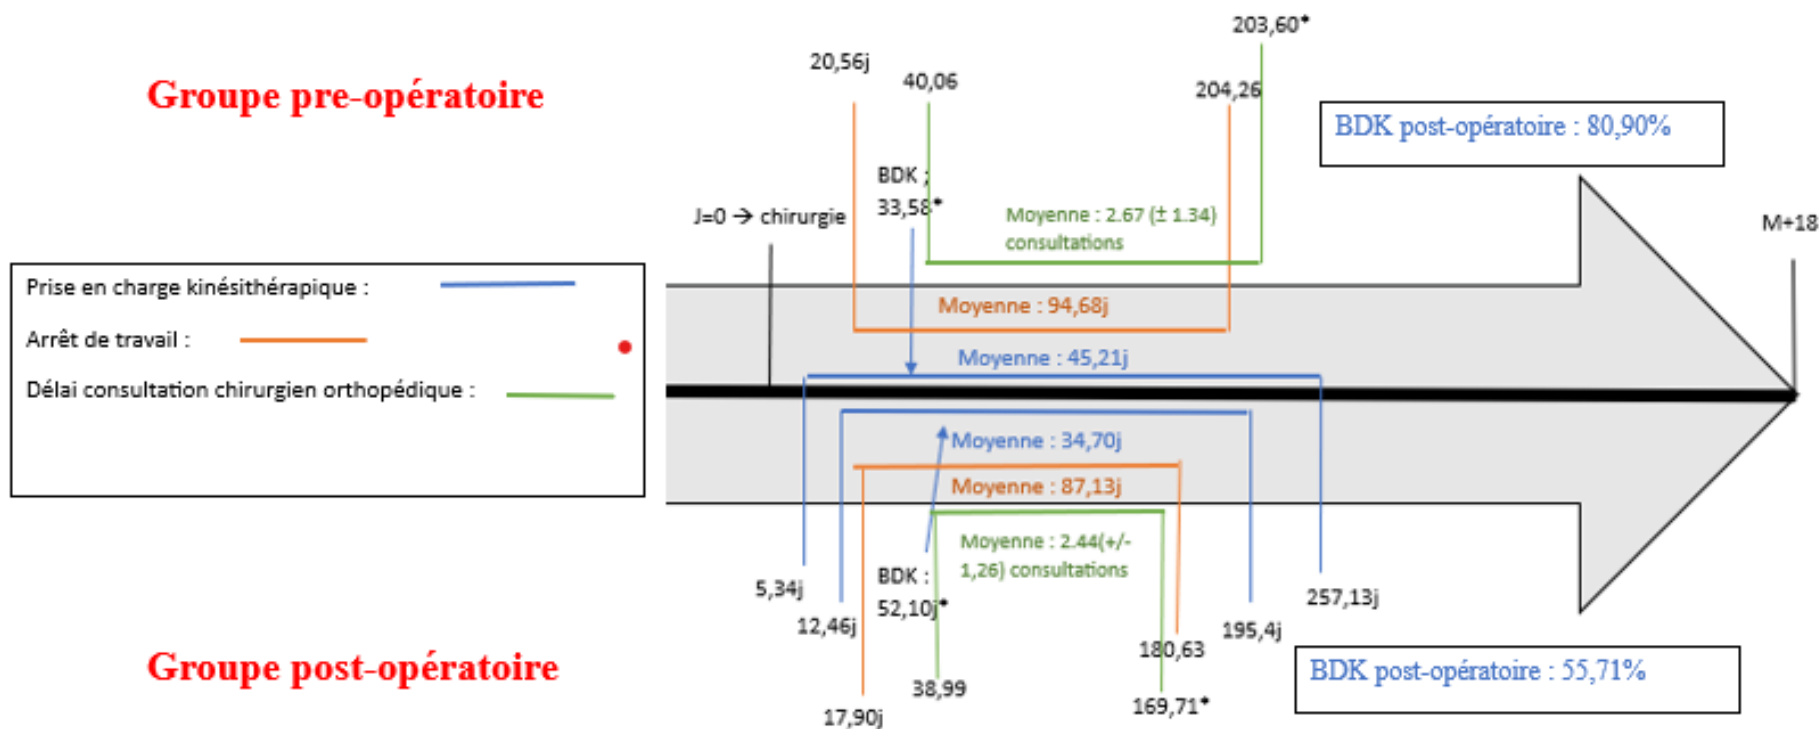 Groupe pre-opératoire
203,60*
20,56j
40,06
204,26
BDK post-opératoire : 80,90%
BDK ;
33,58*
J=0 → chirurgie
Moyenne : 2.67 (± 1.34)
consultations
M+18
Prise en charge kinésithérapique :
Arrêt de travail :
Délai consultation chirurgien orthopédique :
Moyenne : 94,68j
Moyenne : 45,21j
Moyenne : 34,70j
Moyenne : 87,13j
Moyenne : 2.44(+/-
1,26) consultations
BDK :
52,10j*
5,34j
12,46j
257,13j
195,4j
180,63
38,99
169,71*
17,90j
Groupe post-opératoire
BDK post-opératoire : 55,71%